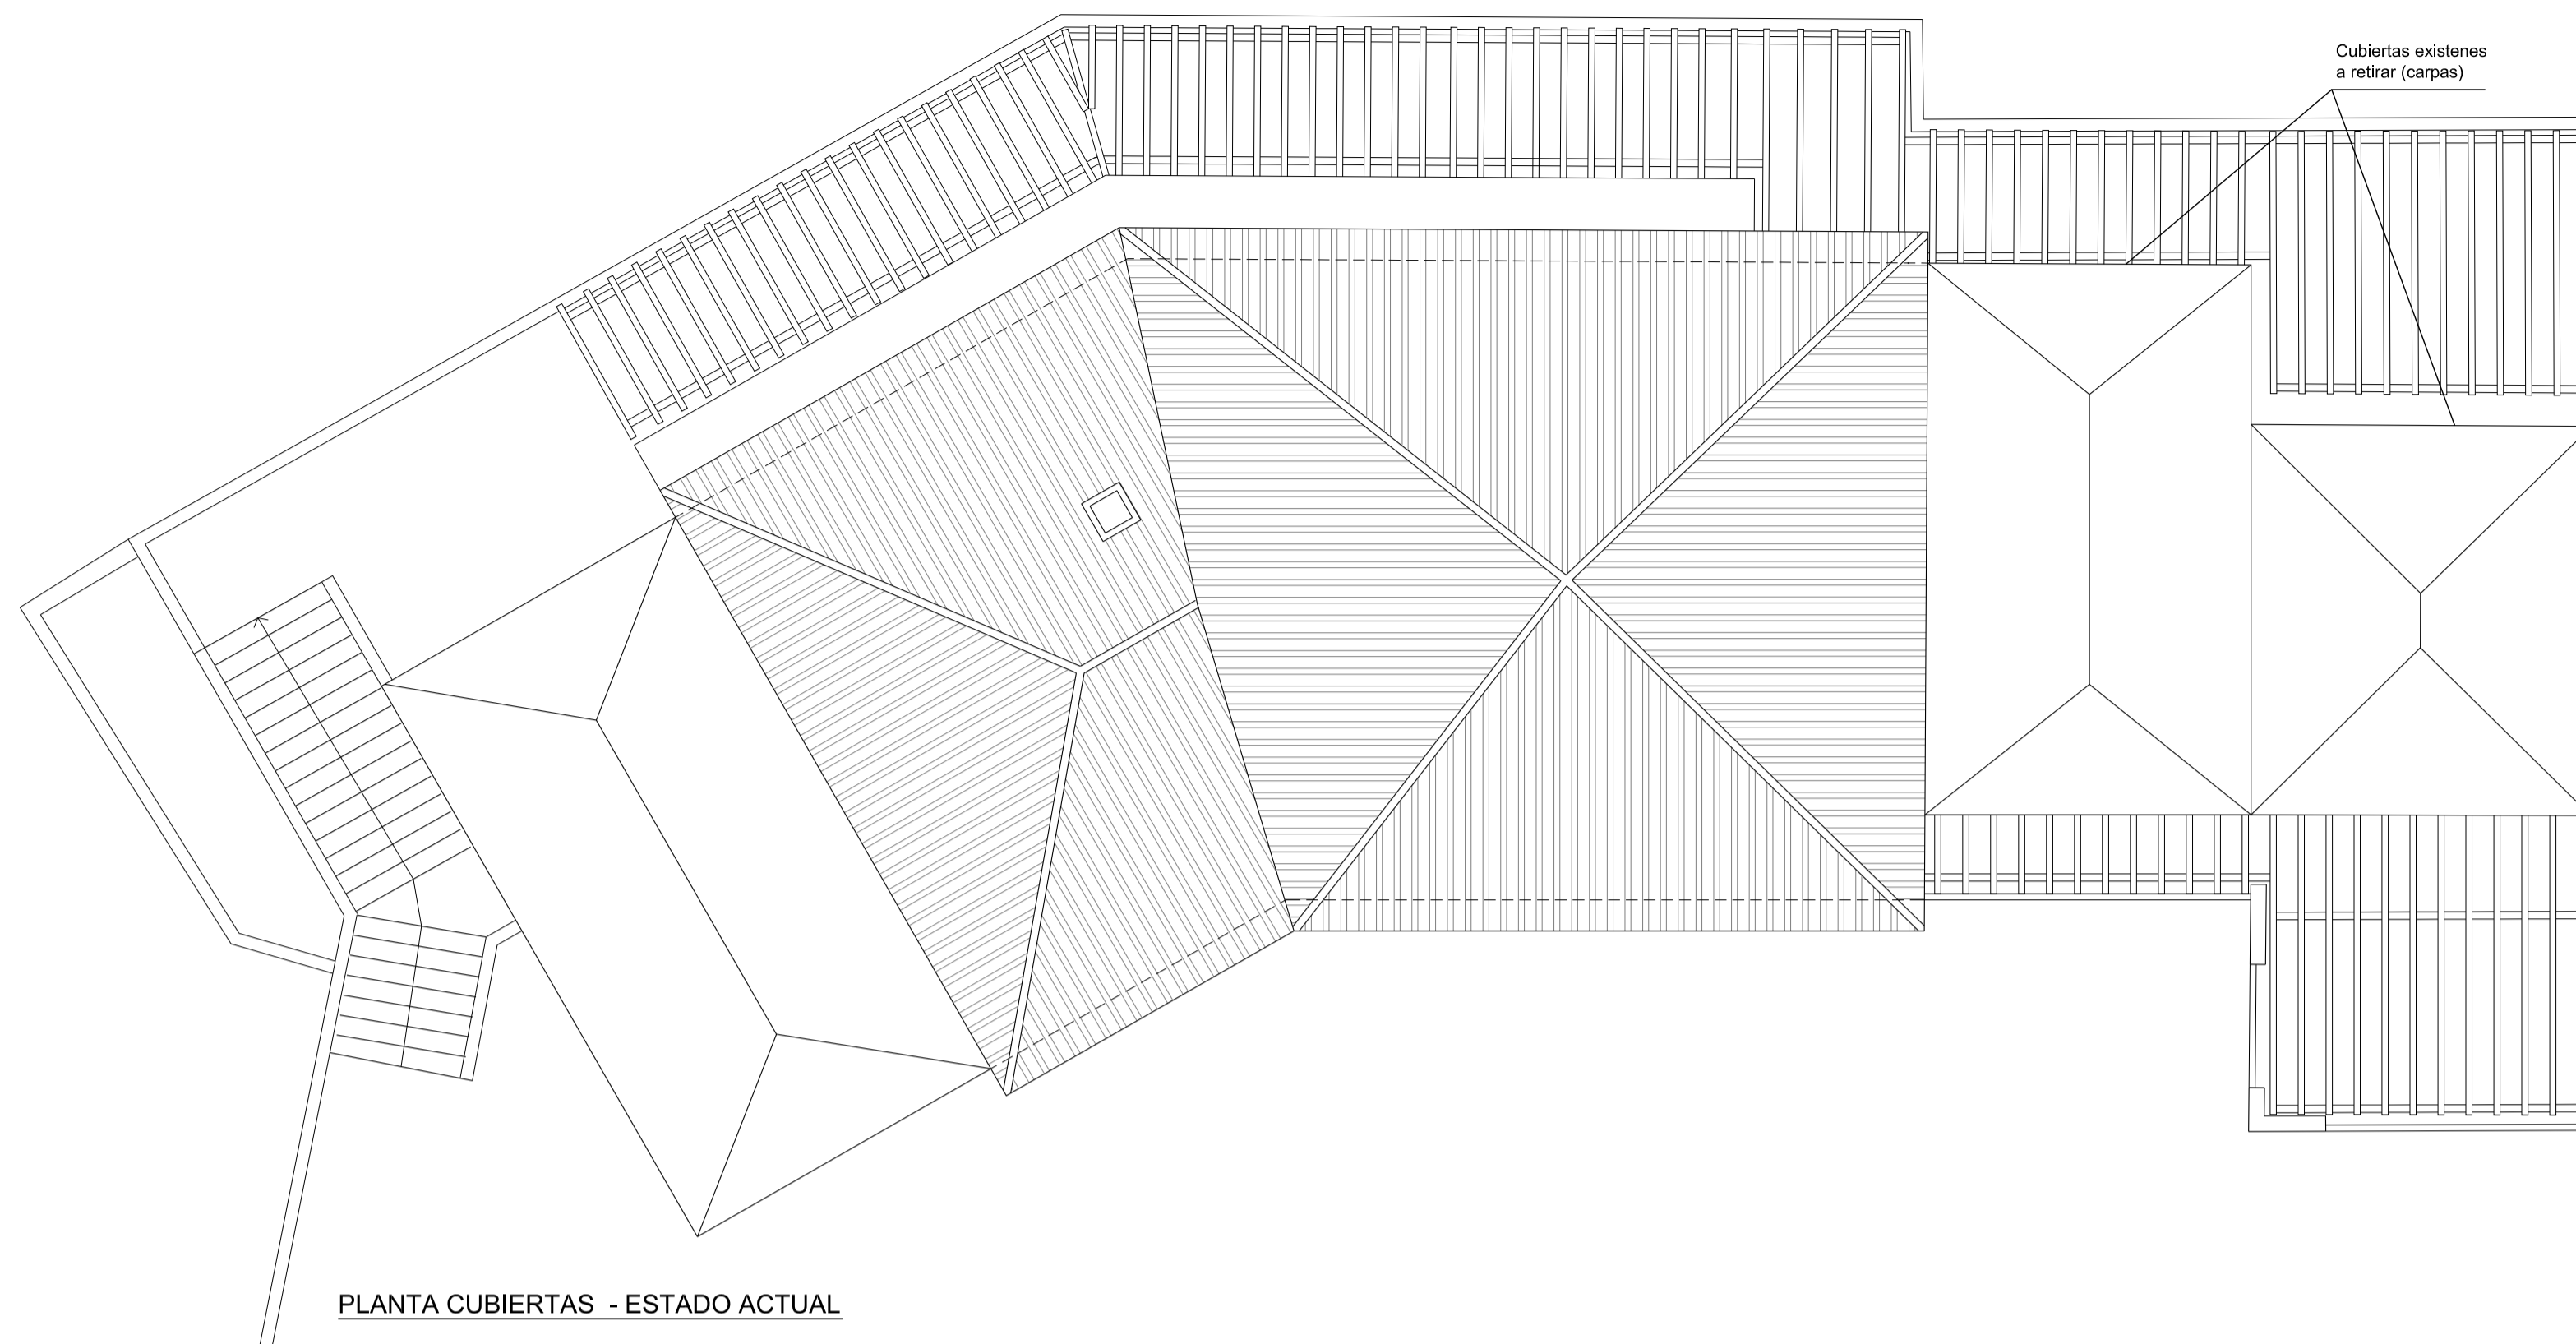 Cubiertas existenes
a retirar (carpas)
PLANTA CUBIERTAS - ESTADO ACTUAL